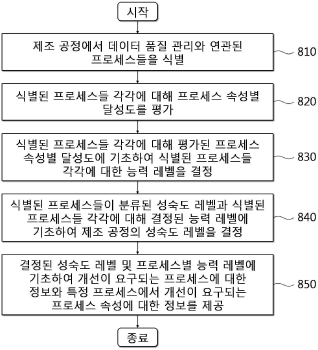 시작
제조 공정에서 데이터 품질 관리와 연관된
프로세스들을 식별
810
식별된 프로세스들 각각에 대해 프로세스 속성별
달성도를 평가
820
식별된 프로세스들 각각에 대해 평가된 프로세스
속성별 달성도에 기초하여 식별된 프로세스들
각각에 대한 능력 레벨을 결정
830
식별된 프로세스들이 분류된 성숙도 레벨과 식별된
프로세스들 각각에 대해 결정된 능력 레벨에
기초하여 제조 공정의 성숙도 레벨을 결정
840
결정된 성숙도 레벨 및 프로세스별 능력 레벨에
기초하여 개선이 요구되는 프로세스에 대한
정보와 특정 프로세스에서 개선이 요구되는
프로세스 속성에 대한 정보를 제공
850
종료